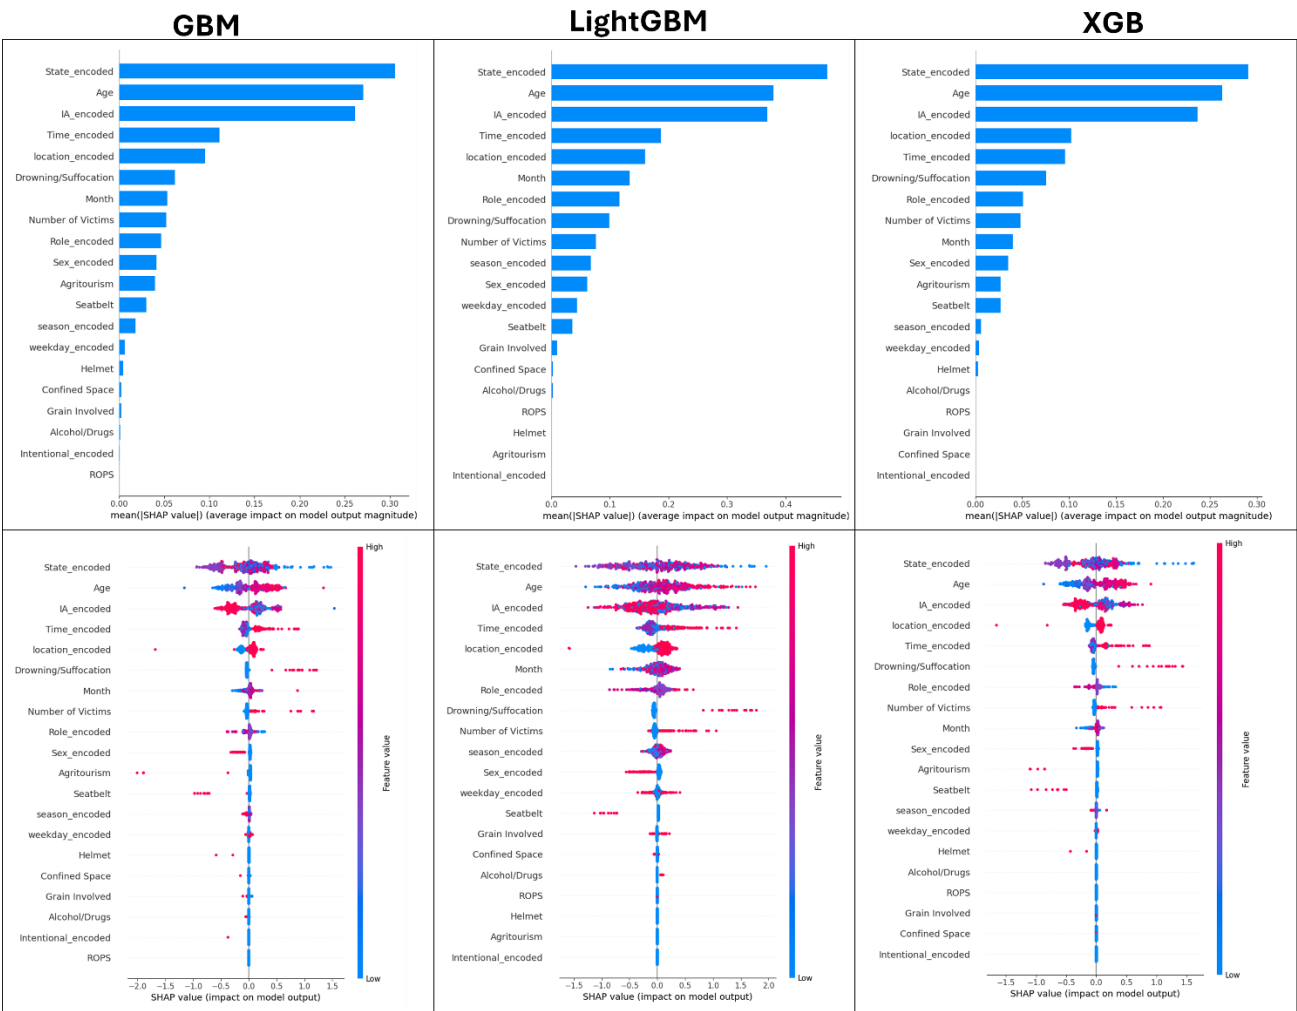 GBM
LightGBM
XGB
State_encoded
Age
IA_encoded
Time_encoded
location_encoded
Drowning/Suffocation
Month
Number of Victims
Role_encoded
Sex_encoded
Agritourism
Seatbelt
season_encoded
weekday_encoded
Helmet
Confined Space
Grain Involved
Alcohol/Drugs
Intentional_encoded
ROPS
0.00 0.05 0.10 0.15 0.20 0.25 0.30
mean(|SHAP value|) (average impact on model output magnitude)
State_encoded
Age
IA_encoded
Time_encoded
location_encoded
Month
Role_encoded
Drowning/Suffocation
Number of Victims
season_encoded
Sex_encoded
weekday_encoded
Seatbelt
Grain Involved
Confined Space
Alcohol/Drugs
ROPS
Helmet
Agritourism
Intentional_encoded
0.0 0.1 0.2 0.3 0.4
mean(|SHAP value|) (average impact on model output magnitude)
State_encoded
Age
IA_encoded
location_encoded
Time_encoded
Drowning/Suffocation
Role_encoded
Number of Victims
Month
Sex_encoded
Agritourism
Seatbelt
season_encoded
weekday_encoded
Helmet
Alcohol/Drugs
ROPS
Grain Involved
Confined Space
Intentional_encoded
0.00 0.05 0.10 0.15 0.20 0.25 0.30
mean(|SHAP value|) (average impact on model output magnitude)
State_encoded
Age
IA_encoded
Time_encoded
location_encoded
Drowning/Suffocation
Month
Number of Victims
Role_encoded
Sex_encoded
Agritourism
Seatbelt
season_encoded
weekday_encoded
Helmet
Confined Space
Grain Involved
Alcohol/Drugs
Intentional_encoded
ROPS
−2.0 −1.5 −1.0 −0.5 0.0 0.5 1.0 1.5
SHAP value (impact on model output)
High
Feature value
Low
State_encoded
Age
IA_encoded
Time_encoded
location_encoded
Month
Role_encoded
Drowning/Suffocation
Number of Victims
season_encoded
Sex_encoded
weekday_encoded
Seatbelt
Grain Involved
Confined Space
Alcohol/Drugs
ROPS
Helmet
Agritourism
Intentional_encoded
−1.5 −1.0 −0.5 0.0 0.5 1.0 1.5 2.0
SHAP value (impact on model output)
High
Feature value
Low
State_encoded
Age
IA_encoded
location_encoded
Time_encoded
Drowning/Suffocation
Role_encoded
Number of Victims
Month
Sex_encoded
Agritourism
Seatbelt
season_encoded
weekday_encoded
Helmet
Alcohol/Drugs
ROPS
Grain Involved
Confined Space
Intentional_encoded
−1.5 −1.0 −0.5 0.0 0.5 1.0 1.5
SHAP value (impact on model output)
High
Feature value
Low